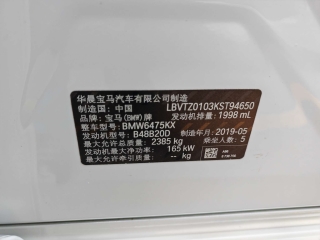 华晨宝马汽车有限公司制造
制造国: 中国 LBVTZ0103KST94650
品牌: 宝马(BMW)牌 发动机排量: 1998 mL
整车型号: BMW6475KX
发动机型号: B48B20D 制造年月: 2019-05
最大允许总质量: 2385 kg 乘坐人数: 5
发动机最大净功率: 165 kW
最大允许牵引质量: -- kg